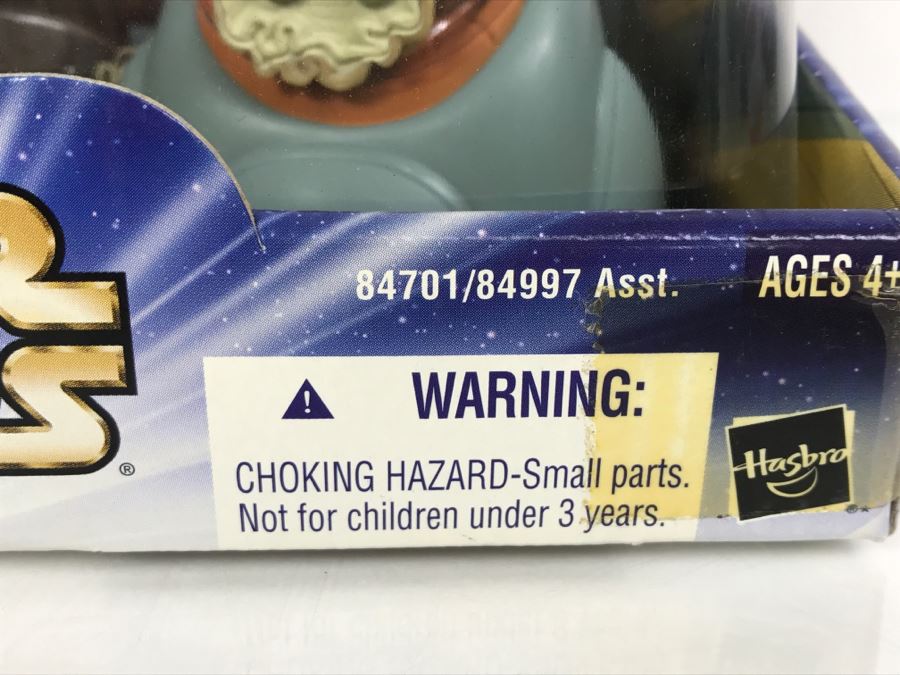 84701/84997 Asst.
AGES 4+
WARNING:
CHOKING HAZARD-Small parts.
Not for children under 3 years.
Hasbro